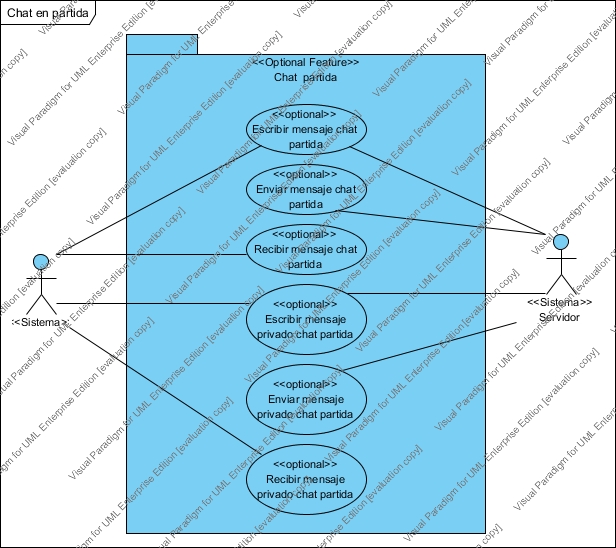 Chat en partida
<<Optional Feature>>
Chat partida
<<optional>>
Escribir mensaje chat
partida
<<optional>>
Enviar mensaje chat
partida
<<optional>>
Recibir mensaje chat
partida
<<optional>>
Escribir mensaje
privado chat partida
<<optional>>
Enviar mensaje
privado chat partida
<<optional>>
Recibir mensaje
privado chat partida
<<Sistema>>
Servidor
:<Sistema>
Visual Paradigm for UML Enterprise Edition [evaluation copy]